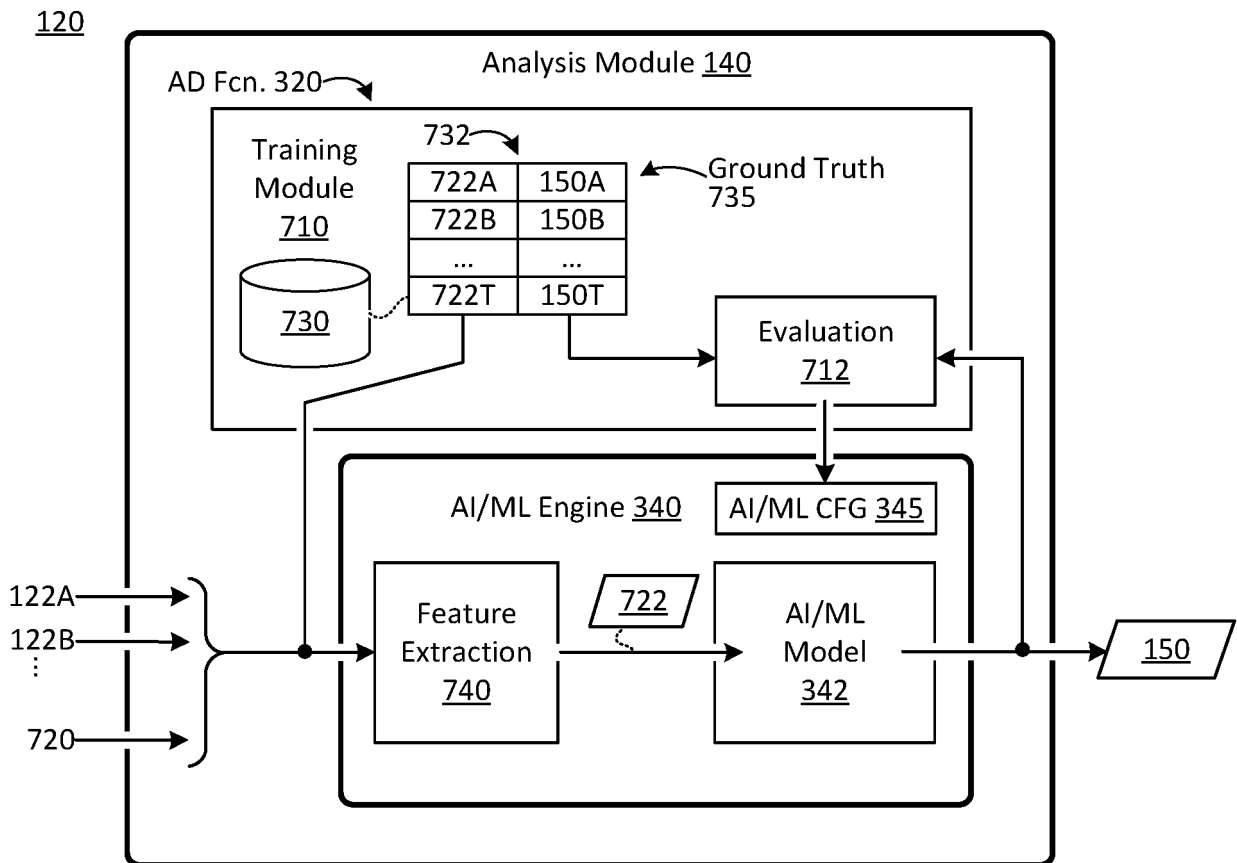 120
Analysis Module 140
AD Fcn. 320
Training
Module
710
730
732
722A 150A
722B 150B
... ...
722T 150T
Ground Truth
735
Evaluation
712
AI/ML Engine 340
AI/ML CFG 345
122A
122B
...
720
Feature
Extraction
740
722
AI/ML
Model
342
150